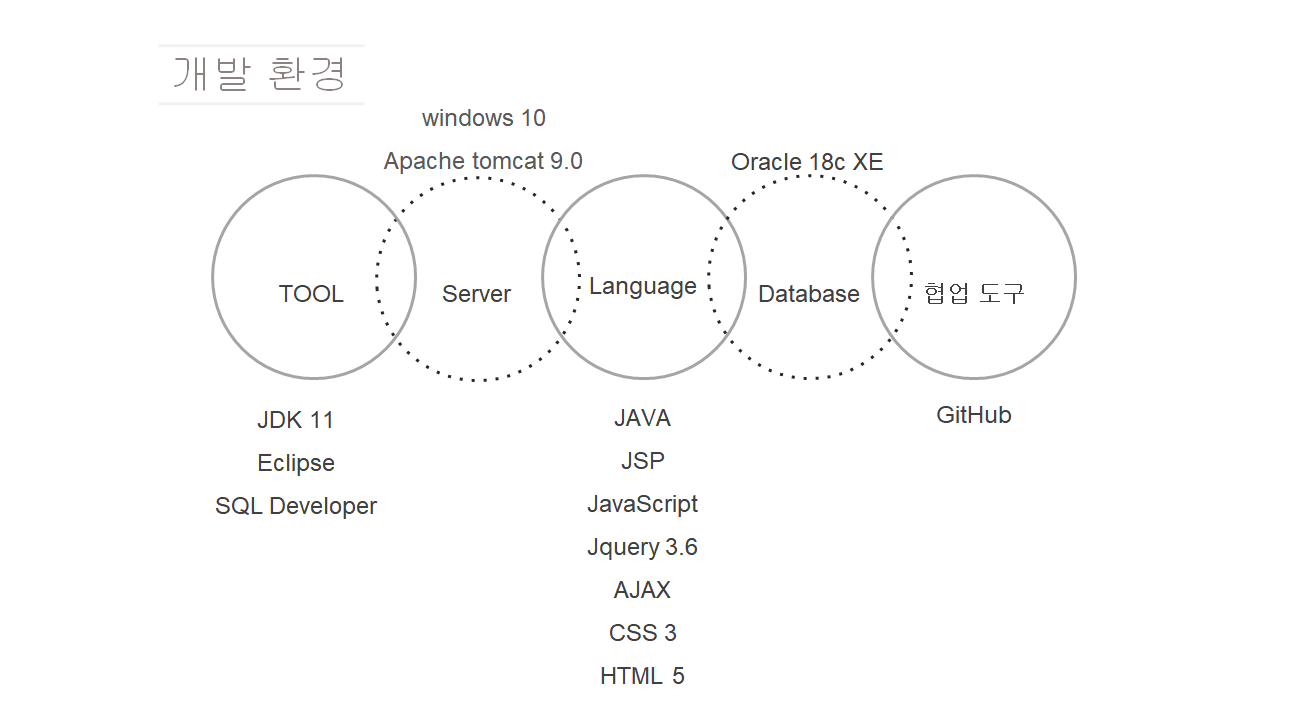 개발 환경
windows 10
Apache tomcat 9.0
Oracle 18c XE
TOOL
Server
Language
Database
협업 도구
JDK 11
Eclipse
SQL Developer
JAVA
JSP
JavaScript
Jquery 3.6
AJAX
CSS 3
HTML 5
GitHub